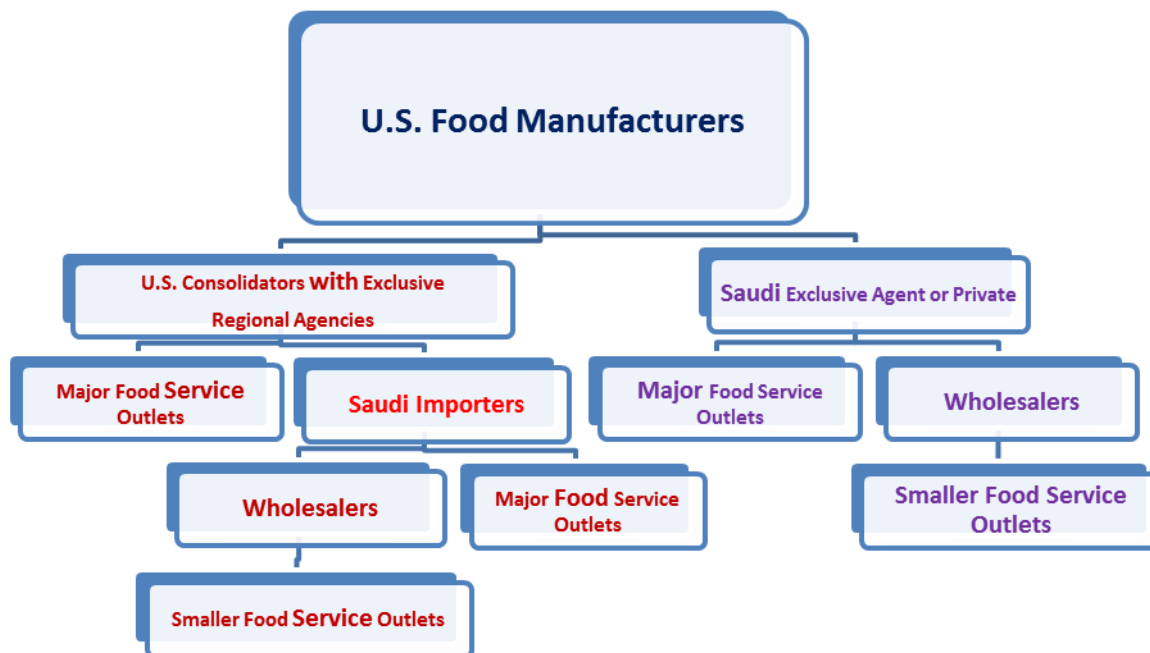 U.S. Food Manufacturers
U.S. Consolidators with Exclusive
Regional Agencies
Saudi Exclusive Agent or Private
Major Food Service
Outlets
Saudi Importers
Major Food Service
Outlets
Wholesalers
Wholesalers
Major Food Service
Outlets
Smaller Food Service
Outlets
Smaller Food Service Outlets